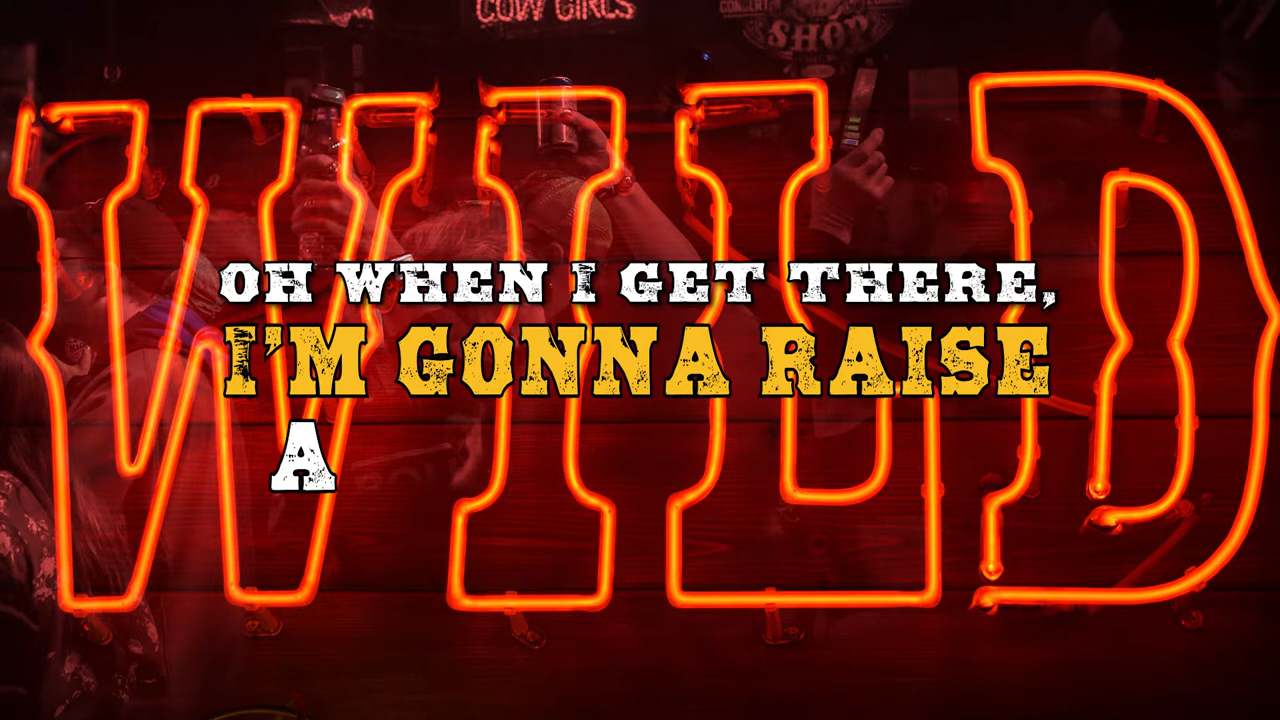 COW GIRLS
SHOP
WILD
OH WHEN I GET THERE,
I'M GONNA RAISE
A